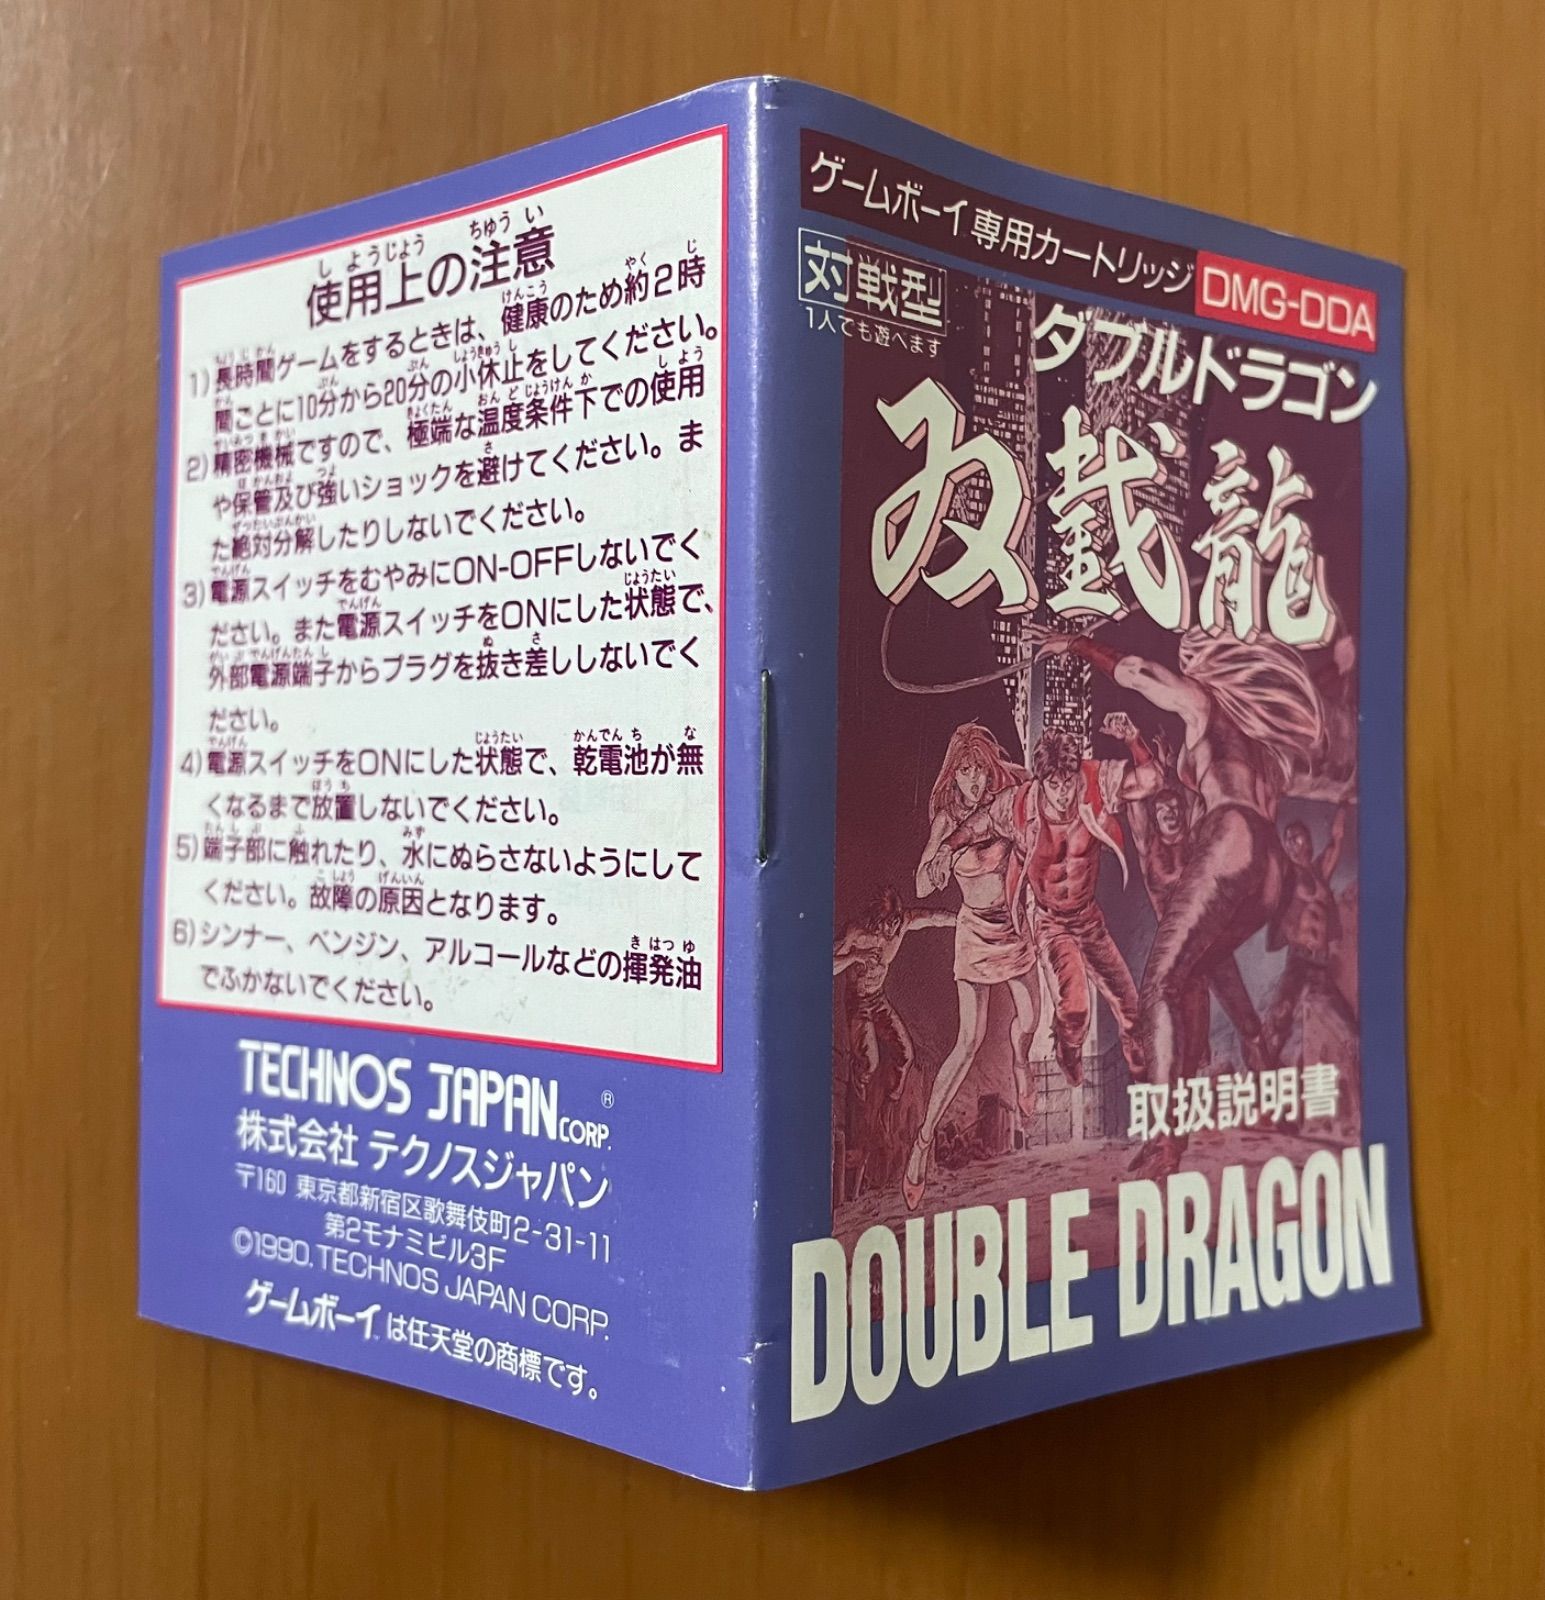 使用上の注意
1) 長時間ゲームをするときは、健康のため約2時
間ごとに10分から20分の小休止をしてください。
2) 精密機械ですので、極端な温度条件下での使用
や保管及び強いショックを避けてください。ま
た絶対分解したりしないでください。
3) 電源スイッチをむやみにON-OFFしないでく
ださい。また電源スイッチをONにした状態で、
外部電源端子からプラグを抜き差ししないでく
ださい。
4) 電源スイッチをONにした状態で、乾電池が無
くなるまで放置しないでください。
5) 端子部に触れたり、水にぬらさないようにして
ください。故障の原因となります。
6) シンナー、ベンジン、アルコールなどの揮発油
でふかないでください。
TECHNOS JAPAN CORP.®
株式会社 テクノスジャパン
〒160 東京都新宿区歌舞伎町2-31-11
第2モナミビル3F
©1990. TECHNOS JAPAN CORP.
ゲームボーイ™は任天堂の商標です。
ゲームボーイ専用カートリッジ DMG-DDA
対戦型
1人でも遊べます
ダブルドラゴン
双截龍
取扱説明書
DOUBLE DRAGON